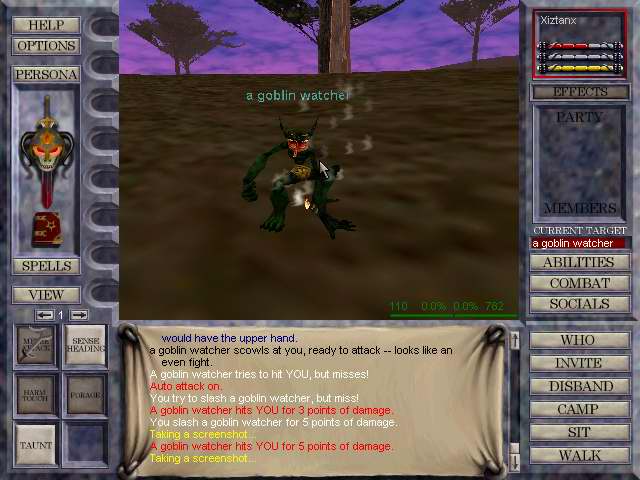 HELP
OPTIONS
PERSONA
SPELLS
VIEW
1
MELEE ATTACK
SENSE HEADING
HARM TOUCH
FORAGE
TAUNT
a goblin watcher
110 0.0% 0.0% -782
would have the upper hand.
a goblin watcher scowls at you, ready to attack -- looks like an
even fight.
A goblin watcher tries to hit YOU, but misses!
Auto attack on.
You try to slash a goblin watcher, but miss!
A goblin watcher hits YOU for 3 points of damage.
You slash a goblin watcher for 5 points of damage.
Taking a screenshot...
A goblin watcher hits YOU for 5 points of damage.
Taking a screenshot...
Xiztanx
EFFECTS
PARTY
MEMBERS
CURRENT TARGET
a goblin watcher
ABILITIES
COMBAT
SOCIALS
WHO
INVITE
DISBAND
CAMP
SIT
WALK